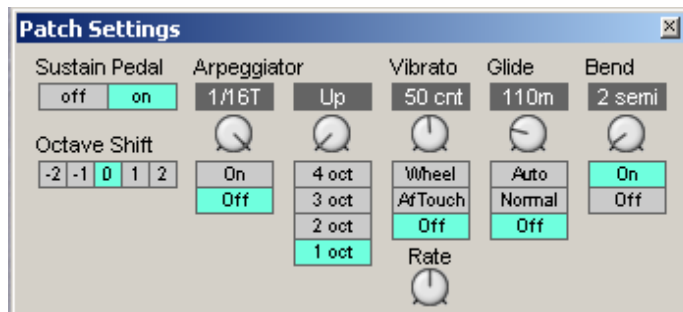 Patch Settings
Sustain Pedal Arpeggiator Vibrato Glide Bend
off on 1/16T Up 50 cnt 110m 2 semi
Octave Shift
-2 -1 0 1 2 On 4 oct Wheel Auto On
Off 3 oct AfTouch Normal Off
2 oct Off Off
1 oct Rate